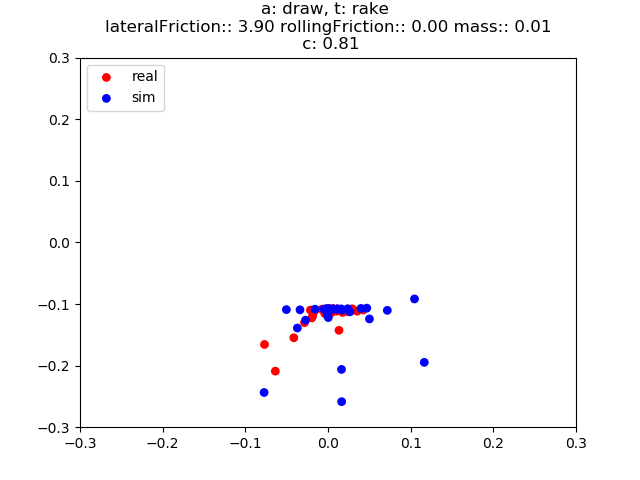 a: draw, t: rake
lateralFriction:: 3.90 rollingFriction:: 0.00 mass:: 0.01
c: 0.81
real
sim
0.3
0.2
0.1
0.0
−0.1
−0.2
−0.3
−0.3 −0.2 −0.1 0.0 0.1 0.2 0.3